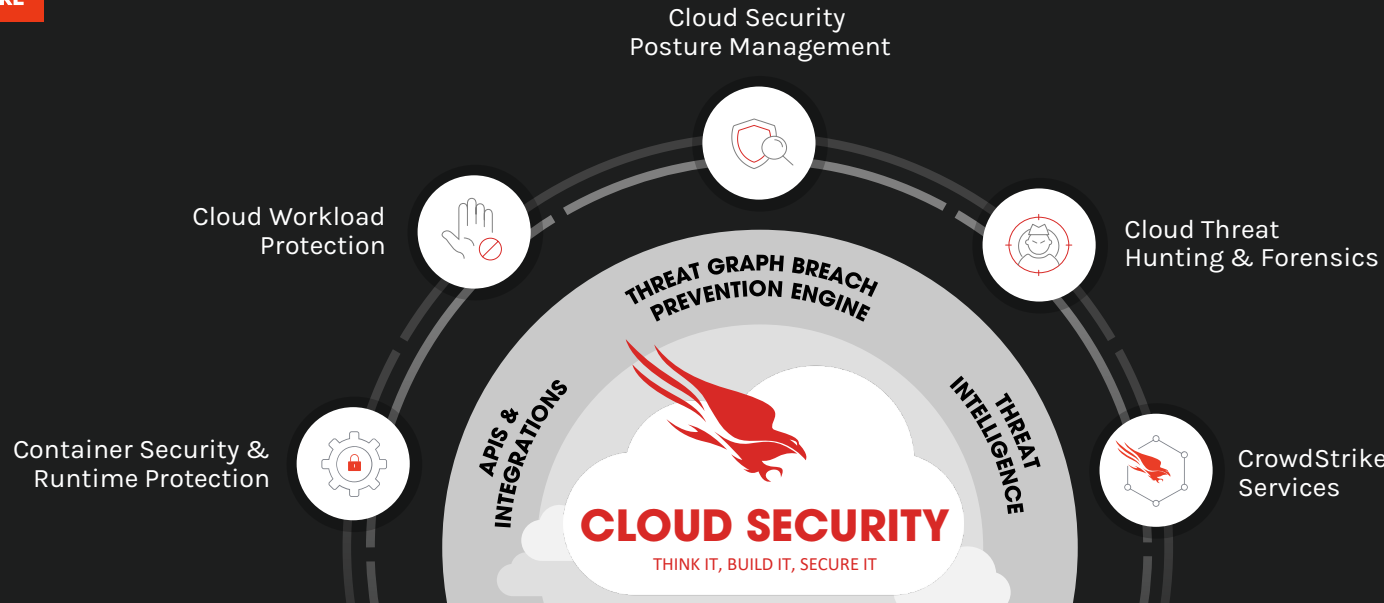 Cloud Security
Posture Management
Cloud Workload
Protection
Cloud Threat
Hunting & Forensics
THREAT GRAPH BREACH
PREVENTION ENGINE
APIS &
INTEGRATIONS
THREAT
INTELLIGENCE
Container Security &
Runtime Protection
CrowdStrike
Services
CLOUD SECURITY
THINK IT, BUILD IT, SECURE IT